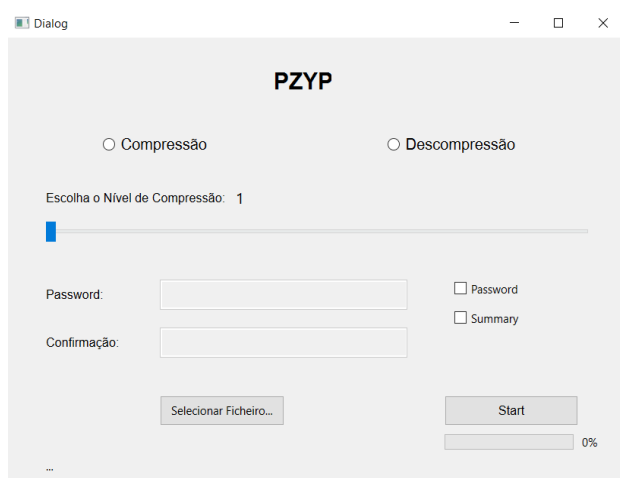 Dialog
PZYP
Compressão Descompressão
Escolha o Nível de Compressão: 1
Password: Password
Summary
Confirmação:
Selecionar Ficheiro... Start
0%
...